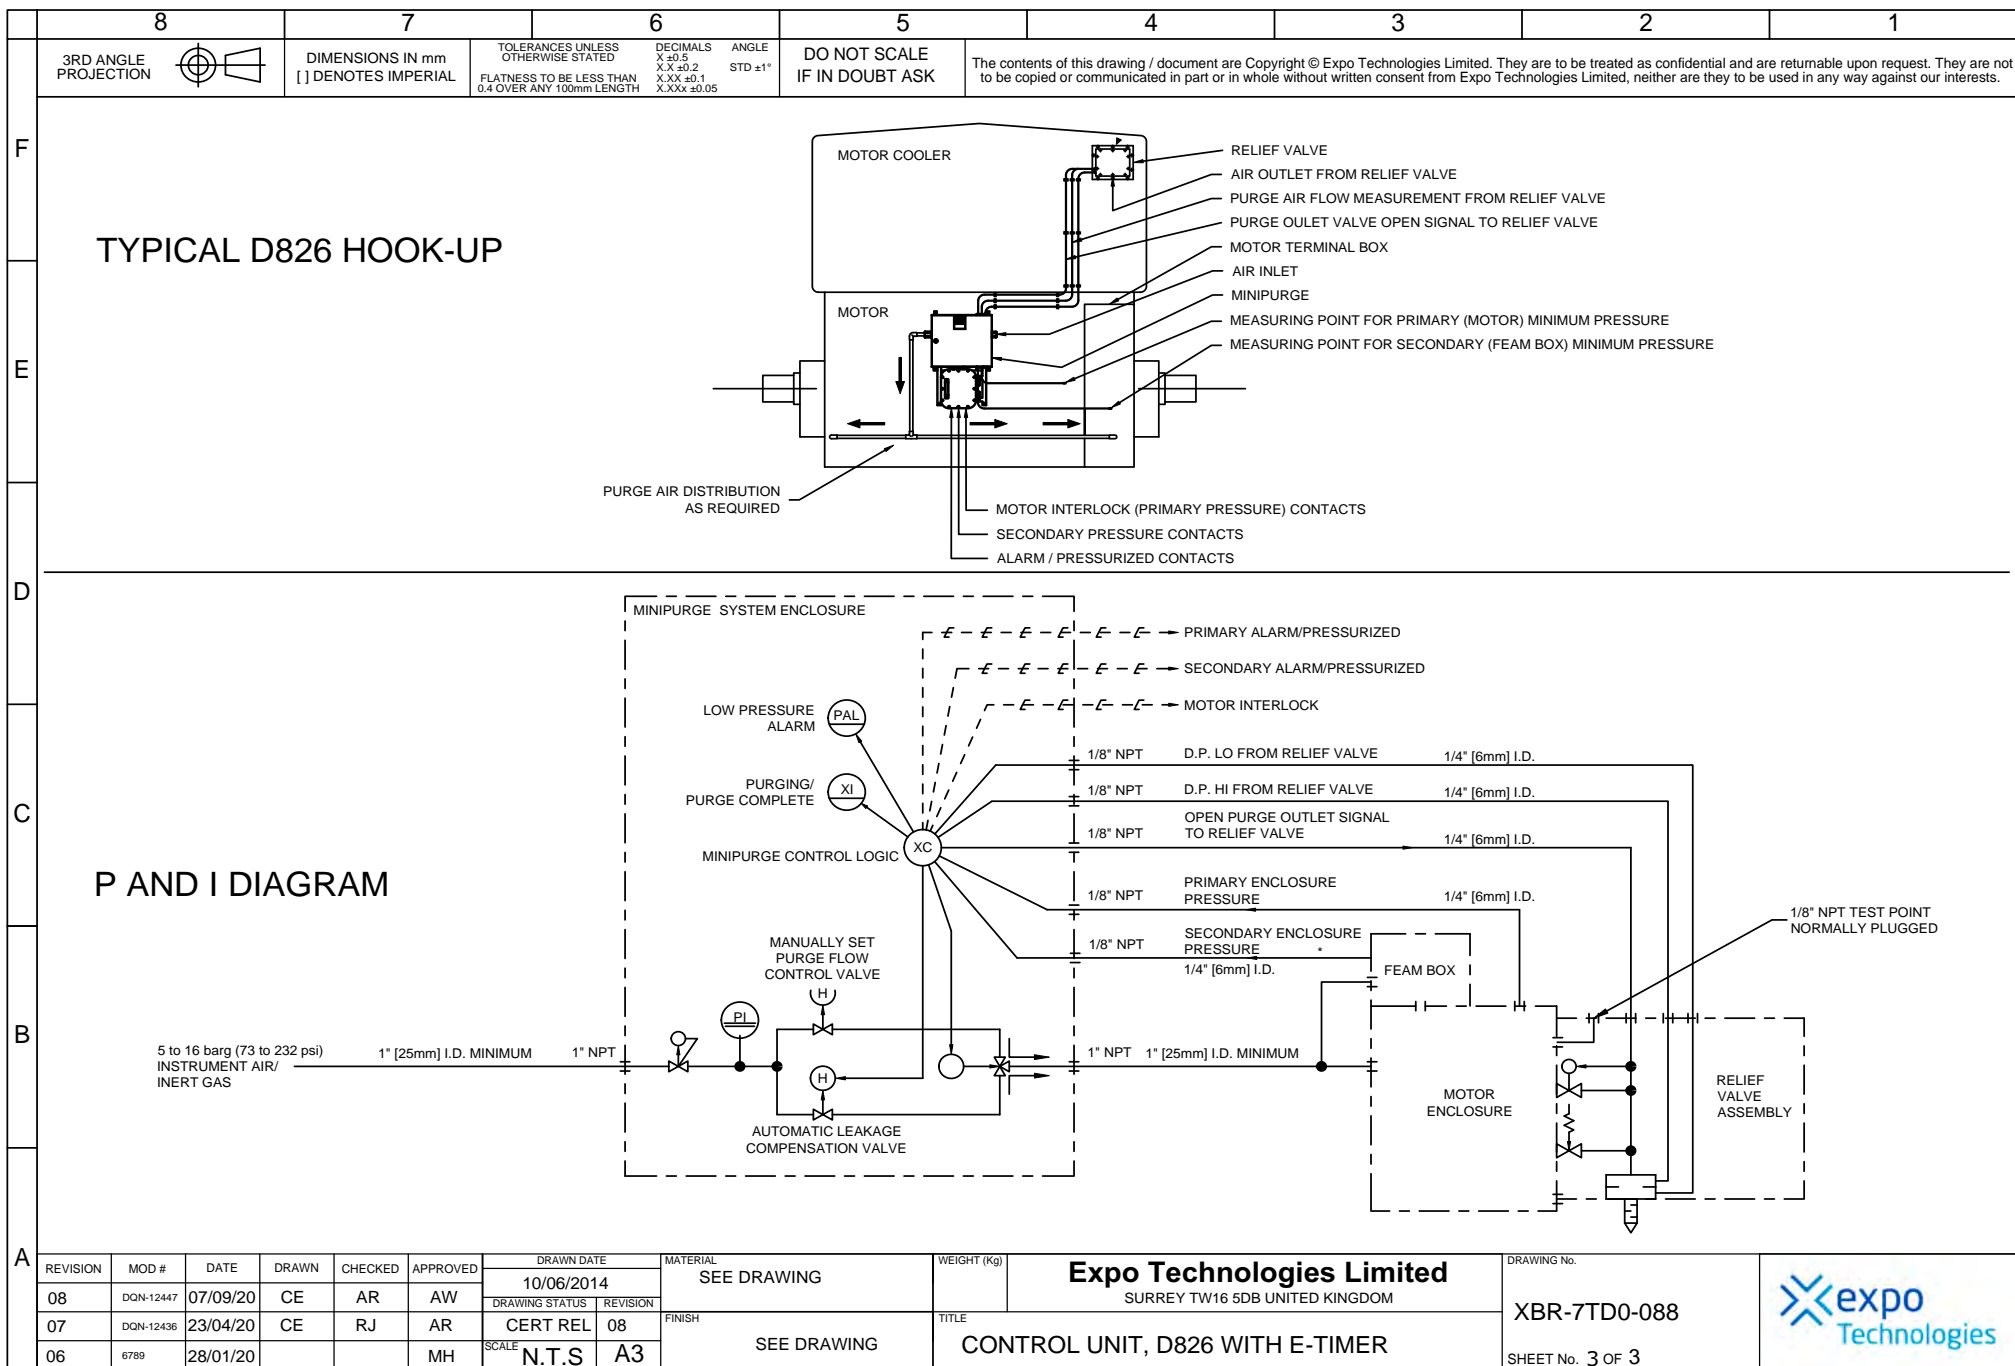 8 7 6 5 4 3 2 1
3RD ANGLE
PROJECTION
DIMENSIONS IN mm
[ ] DENOTES IMPERIAL
TOLERANCES UNLESS
OTHERWISE STATED
FLATNESS TO BE LESS THAN
0.4 OVER ANY 100mm LENGTH
DECIMALS
X ±0.5
X.X ±0.2
X.XX ±0.1
X.XXx ±0.05
ANGLE
STD ±1°
DO NOT SCALE
IF IN DOUBT ASK
The contents of this drawing / document are Copyright © Expo Technologies Limited. They are to be treated as confidential and are returnable upon request. They are not
to be copied or communicated in part or in whole without written consent from Expo Technologies Limited, neither are they to be used in any way against our interests.
F
E
D
C
B
A
TYPICAL D826 HOOK-UP
MOTOR COOLER
MOTOR
RELIEF VALVE
AIR OUTLET FROM RELIEF VALVE
PURGE AIR FLOW MEASUREMENT FROM RELIEF VALVE
PURGE OULET VALVE OPEN SIGNAL TO RELIEF VALVE
MOTOR TERMINAL BOX
AIR INLET
MINIPURGE
MEASURING POINT FOR PRIMARY (MOTOR) MINIMUM PRESSURE
MEASURING POINT FOR SECONDARY (FEAM BOX) MINIMUM PRESSURE
PURGE AIR DISTRIBUTION
AS REQUIRED
MOTOR INTERLOCK (PRIMARY PRESSURE) CONTACTS
SECONDARY PRESSURE CONTACTS
ALARM / PRESSURIZED CONTACTS
P AND I DIAGRAM
MINIPURGE SYSTEM ENCLOSURE
PRIMARY ALARM/PRESSURIZED
SECONDARY ALARM/PRESSURIZED
MOTOR INTERLOCK
LOW PRESSURE
ALARM
PAL
PURGING/
PURGE COMPLETE
XI
MINIPURGE CONTROL LOGIC
XC
1/8" NPT D.P. LO FROM RELIEF VALVE 1/4" [6mm] I.D.
1/8" NPT D.P. HI FROM RELIEF VALVE 1/4" [6mm] I.D.
OPEN PURGE OUTLET SIGNAL
1/8" NPT TO RELIEF VALVE 1/4" [6mm] I.D.
PRIMARY ENCLOSURE
1/8" NPT PRESSURE 1/4" [6mm] I.D.
SECONDARY ENCLOSURE
1/8" NPT PRESSURE *
1/4" [6mm] I.D.
1/8" NPT TEST POINT
NORMALLY PLUGGED
MANUALLY SET
PURGE FLOW
CONTROL VALVE
H
PI
H
AUTOMATIC LEAKAGE
COMPENSATION VALVE
5 to 16 barg (73 to 232 psi)
INSTRUMENT AIR/
INERT GAS
1" [25mm] I.D. MINIMUM
1" NPT
1" NPT 1" [25mm] I.D. MINIMUM
FEAM BOX
MOTOR
ENCLOSURE
RELIEF
VALVE
ASSEMBLY
REVISION MOD # DATE DRAWN CHECKED APPROVED
08 DQN-12447 07/09/20 CE AR AW
07 DQN-12436 23/04/20 CE RJ AR
06 6789 28/01/20 MH
DRAWN DATE
10/06/2014
DRAWING STATUS REVISION
CERT REL 08
SCALE N.T.S A3
MATERIAL
SEE DRAWING
FINISH
SEE DRAWING
WEIGHT (Kg)
Expo Technologies Limited
SURREY TW16 5DB UNITED KINGDOM
TITLE
CONTROL UNIT, D826 WITH E-TIMER
DRAWING No.
XBR-7TD0-088
SHEET No. 3 OF 3
expo
Technologies